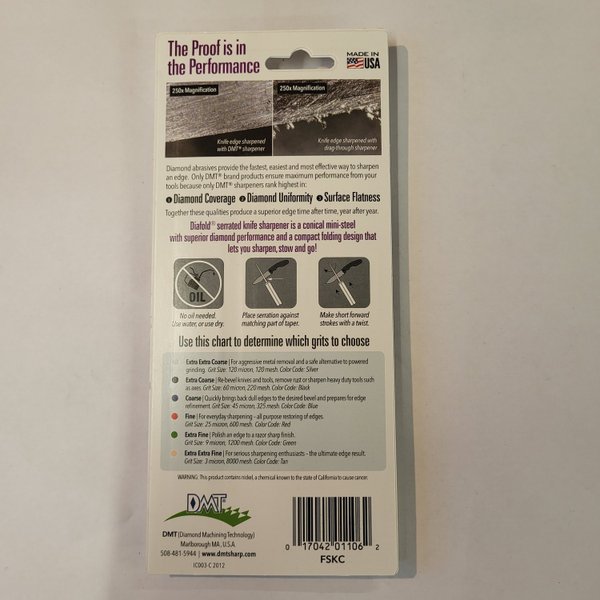 The Proof is in
the Performance
MADE IN
USA
250x Magnification
250x Magnification
Knife edge sharpened
with DMT® sharpener
Knife edge sharpened with
drag-through sharpener
Diamond abrasives provide the fastest, easiest and most effective way to sharpen
an edge. Only DMT® brand products ensure maximum performance from your
tools because only DMT® sharpeners rank highest in:
1 Diamond Coverage 2 Diamond Uniformity 3 Surface Flatness
Together these qualities produce a superior edge time after time, year after year.
Diafold® serrated knife sharpener is a conical mini-steel
with superior diamond performance and a compact folding design that
lets you sharpen, stow and go!
OIL
No oil needed.
Use water, or use dry.
Place serration against
matching part of taper.
Make short forward
strokes with a twist.
Use this chart to determine which grits to choose
Extra Extra Coarse | For aggressive metal removal and a safe alternative to powered
grinding. Grit Size: 120 micron, 120 mesh. Color Code: Silver
Extra Coarse | Re-bevel knives and tools, remove rust or sharpen heavy duty tools such
as axes. Grit Size: 60 micron, 220 mesh. Color Code: Black
Coarse | Quickly brings back dull edges to the desired bevel and prepares for edge
refinement. Grit Size: 45 micron, 325 mesh. Color Code: Blue
Fine | For everyday sharpening - all purpose restoring of edges.
Grit Size: 25 micron, 600 mesh. Color Code: Red
Extra Fine | Polish an edge to a razor sharp finish.
Grit Size: 9 micron, 1200 mesh. Color Code: Green
Extra Extra Fine | For serious sharpening enthusiasts - the ultimate edge result.
Grit Size: 3 micron, 8000 mesh. Color Code: Tan
WARNING: This product contains nickel, a chemical known to the state of California to cause cancer.
DMT
DMT (Diamond Machining Technology)
Marlborough MA, U.S.A
508-481-5944 | www.dmtsharp.com
IC003-C 2012
0 17042 01106 2
FSKC